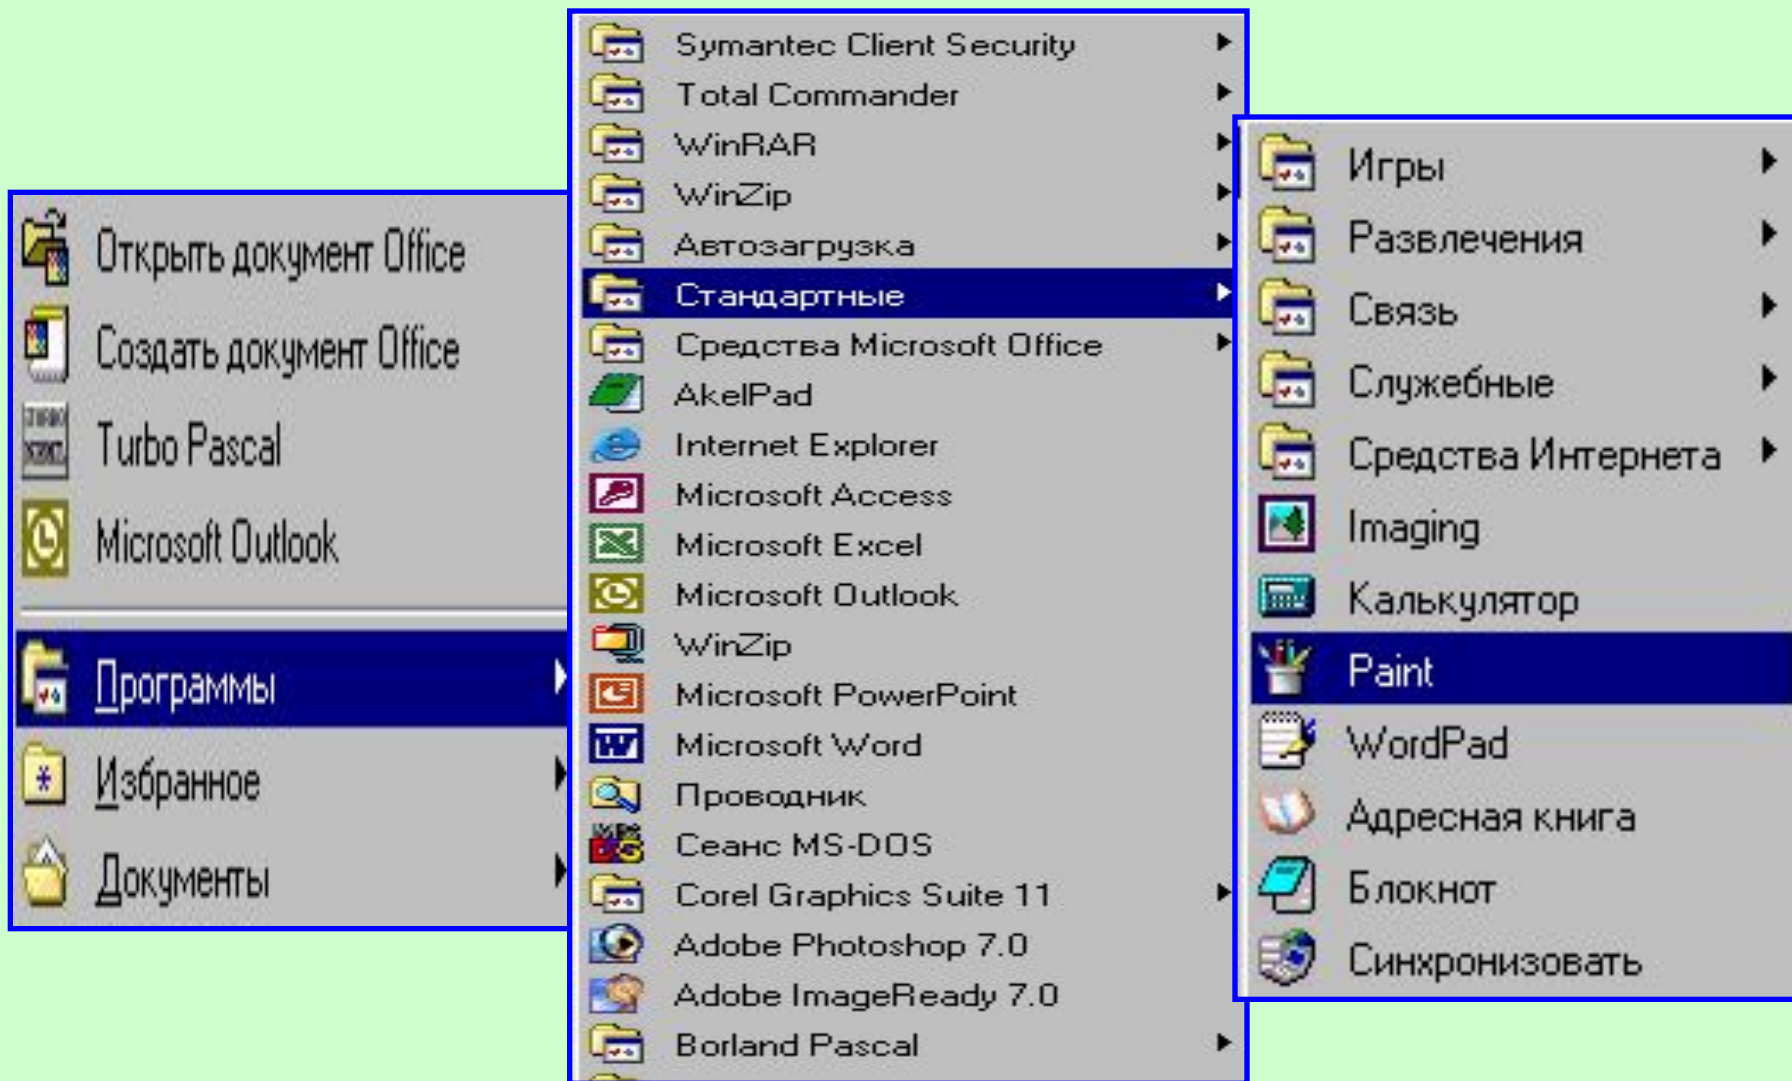 Открыть документ Office
Создать документ Office
Turbo Pascal
Microsoft Outlook
Программы
Избранное
Документы
Symantec Client Security
Total Commander
WinRAR
WinZip
Автозагрузка
Стандартные
Средства Microsoft Office
AkelPad
Internet Explorer
Microsoft Access
Microsoft Excel
Microsoft Outlook
WinZip
Microsoft PowerPoint
Microsoft Word
Проводник
Сеанс MS-DOS
Corel Graphics Suite 11
Adobe Photoshop 7.0
Adobe ImageReady 7.0
Borland Pascal
Игры
Развлечения
Связь
Служебные
Средства Интернета
Imaging
Калькулятор
Paint
WordPad
Адресная книга
Блокнот
Синхронизовать